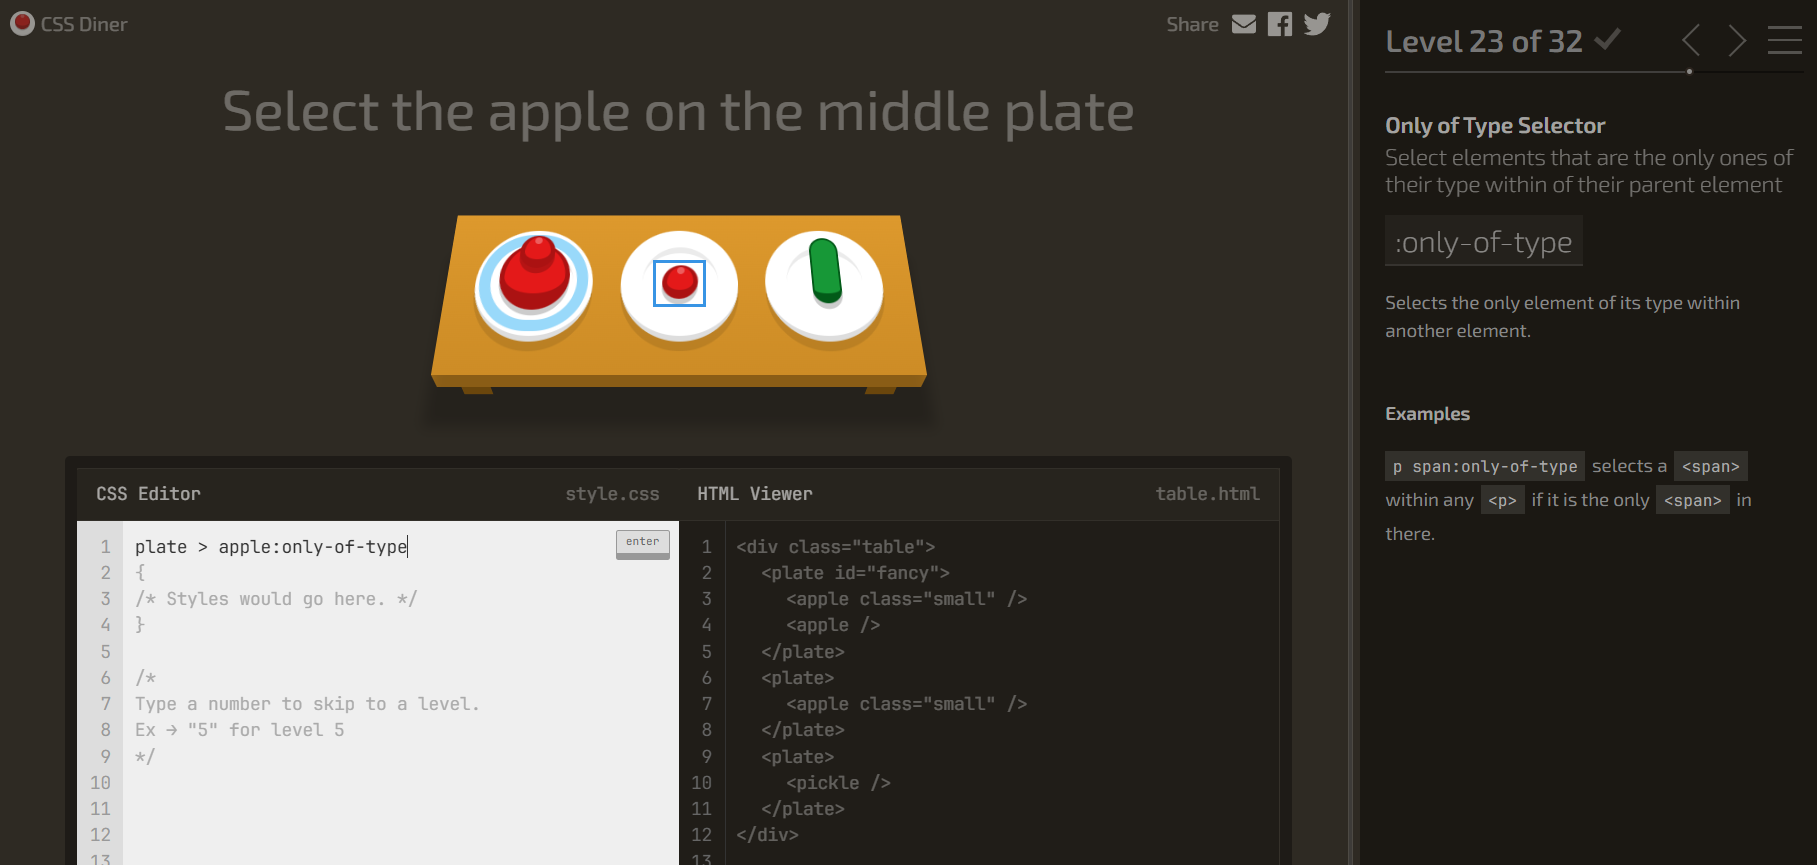 CSS Diner
Share
Select the apple on the middle plate
CSS Editor
style.css
1 plate > apple:only-of-type
2 {
3 /* Styles would go here. */
4 }
5
6 /*
7 Type a number to skip to a level.
8 Ex → "5" for level 5
9 */
10
11
12
13
enter
HTML Viewer
table.html
1 <div class="table">
2 <plate id="fancy">
3 <apple class="small" />
4 <apple />
5 </plate>
6 <plate>
7 <apple class="small" />
8 </plate>
9 <plate>
10 <pickle />
11 </plate>
12 </div>
13
Level 23 of 32
Only of Type Selector
Select elements that are the only ones of
their type within of their parent element
:only-of-type
Selects the only element of its type within
another element.
Examples
p span:only-of-type selects a <span>
within any <p> if it is the only <span> in
there.